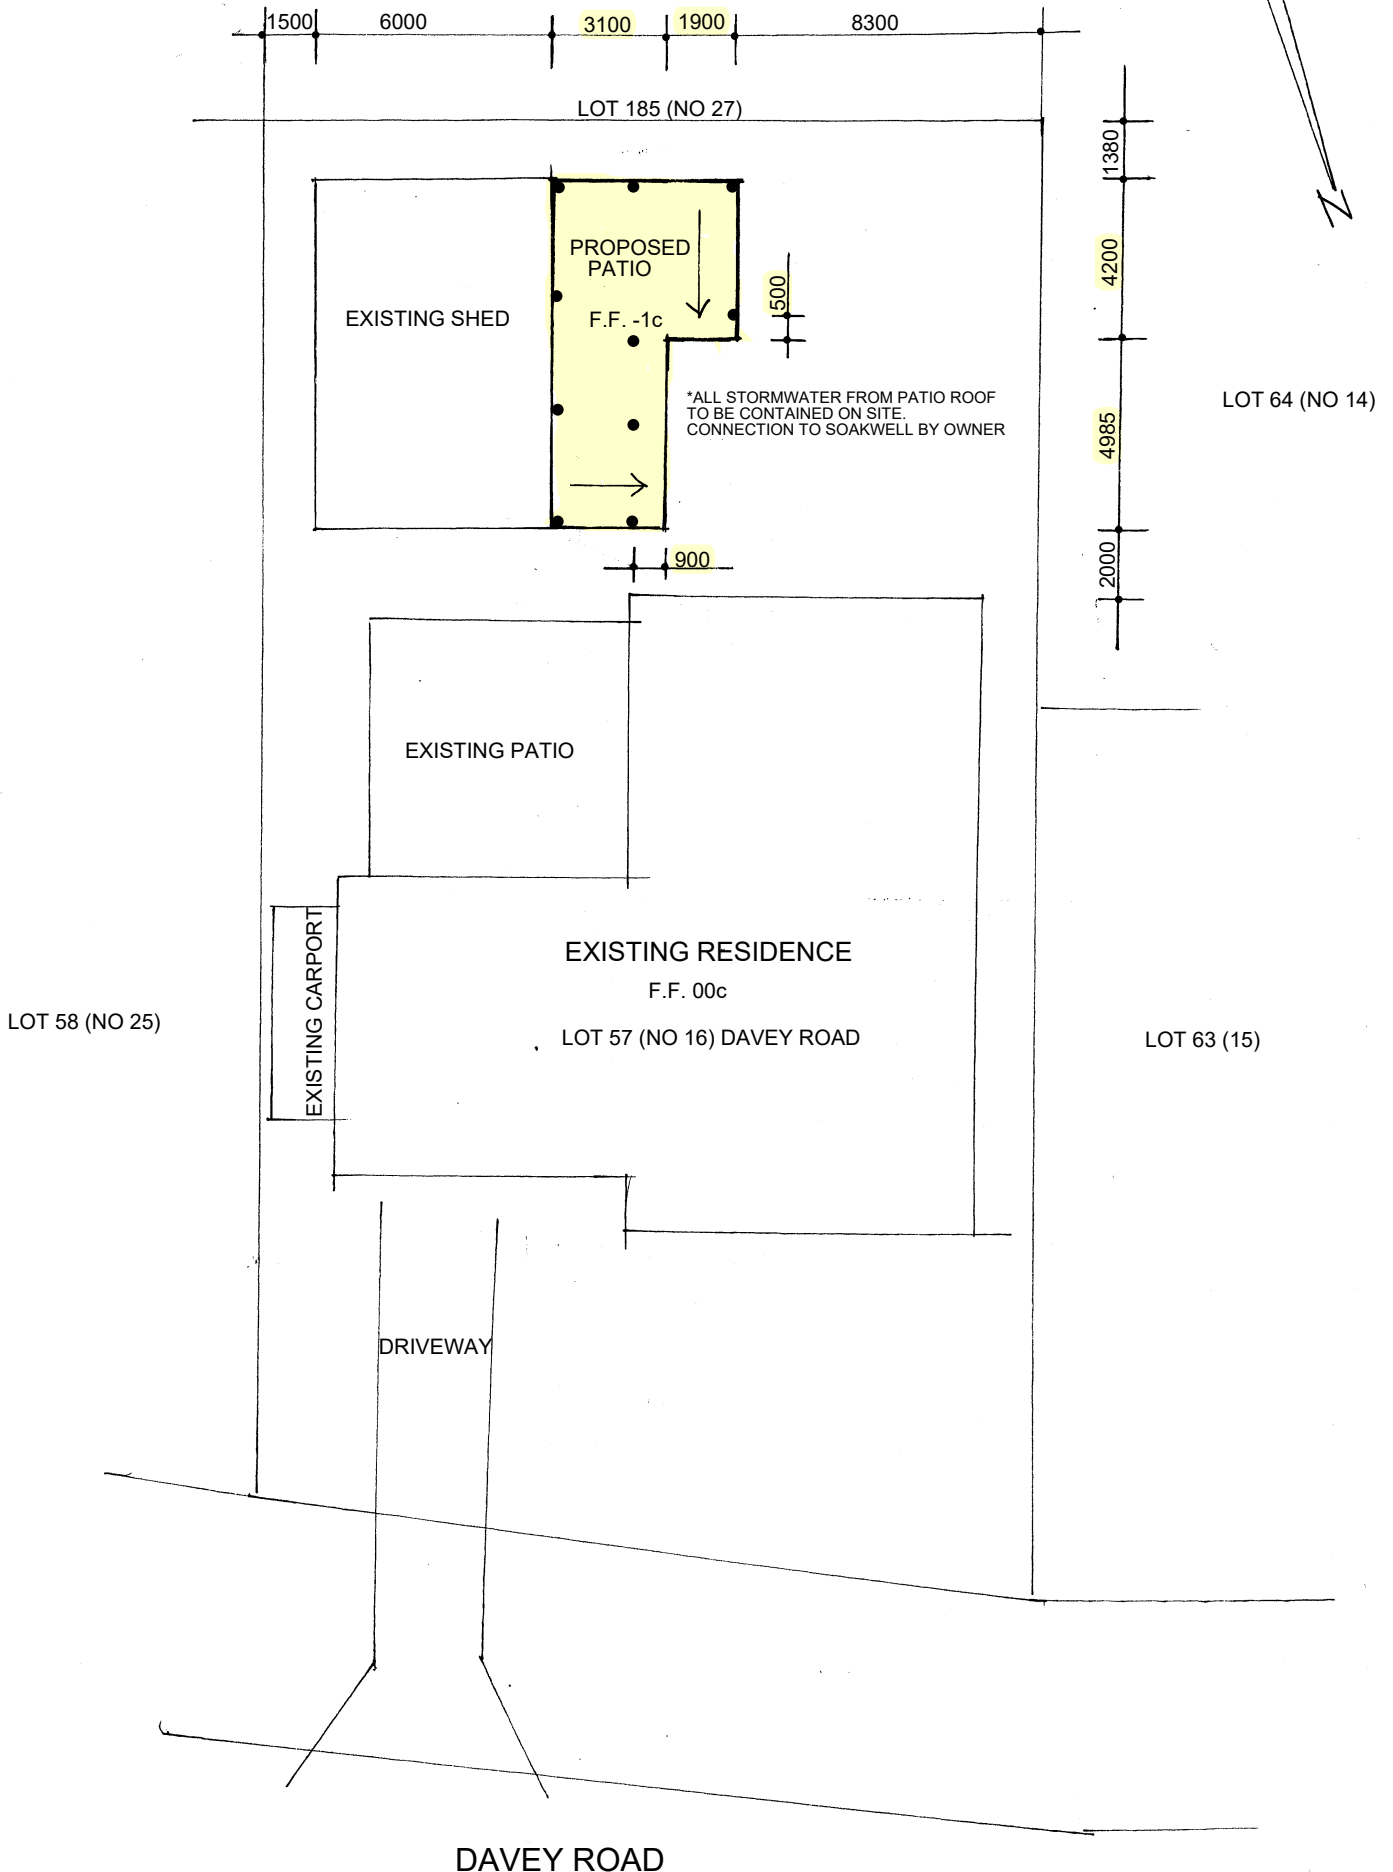 1500 6000 3100 1900 8300
LOT 185 (NO 27)
1380
PROPOSED
PATIO
4200
500
EXISTING SHED
F.F. -1c
N
*ALL STORMWATER FROM PATIO ROOF
TO BE CONTAINED ON SITE.
CONNECTION TO SOAKWELL BY OWNER
LOT 64 (NO 14)
4985
900
2000
EXISTING PATIO
EXISTING CARPORT
EXISTING RESIDENCE
F.F. 00c
LOT 58 (NO 25)
LOT 57 (NO 16) DAVEY ROAD
LOT 63 (15)
DRIVEWAY
DAVEY ROAD